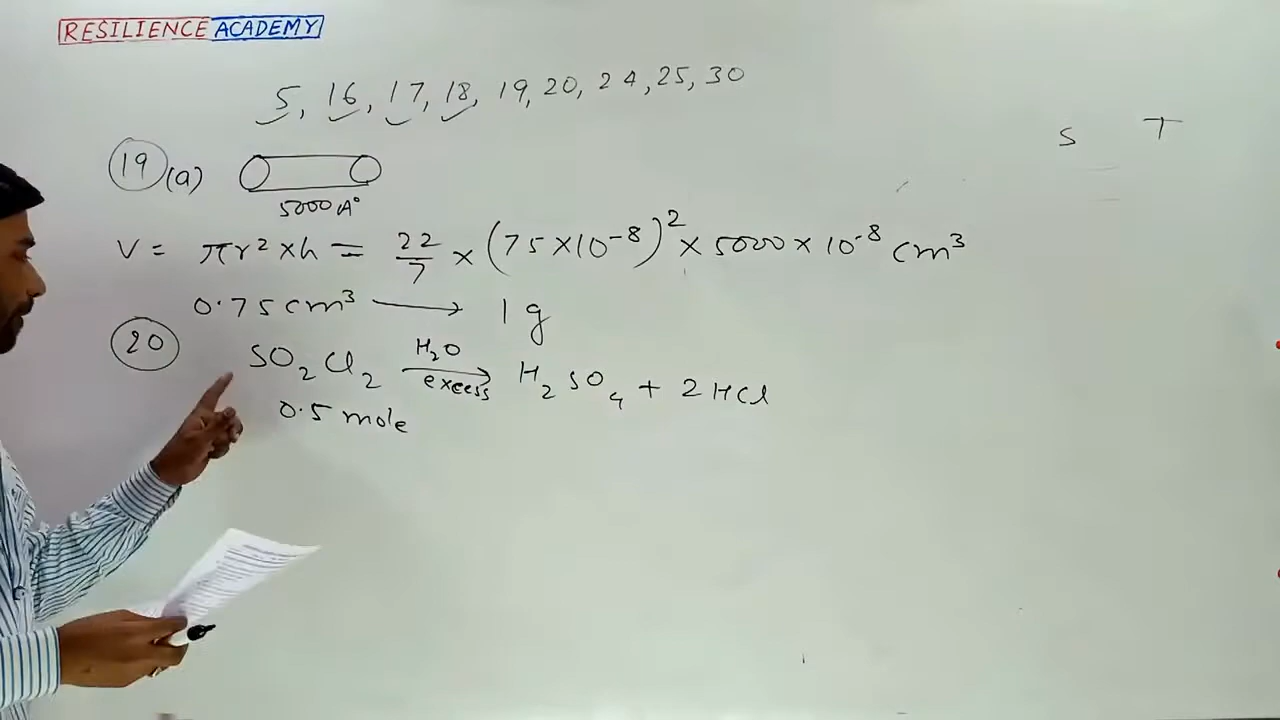 RESILIENCE ACADEMY
5, 16, 17, 18, 19, 20, 24, 25, 30
S T
19 (a)
5000 A°
V = πr² × h = 22/7 × (75 × 10⁻⁸)² × 5000 × 10⁻⁸ cm³
0.75 cm³ ⟶ 1 g
20 SO₂Cl₂ H₂O excess → H₂SO₄ + 2HCl
0.5 mole